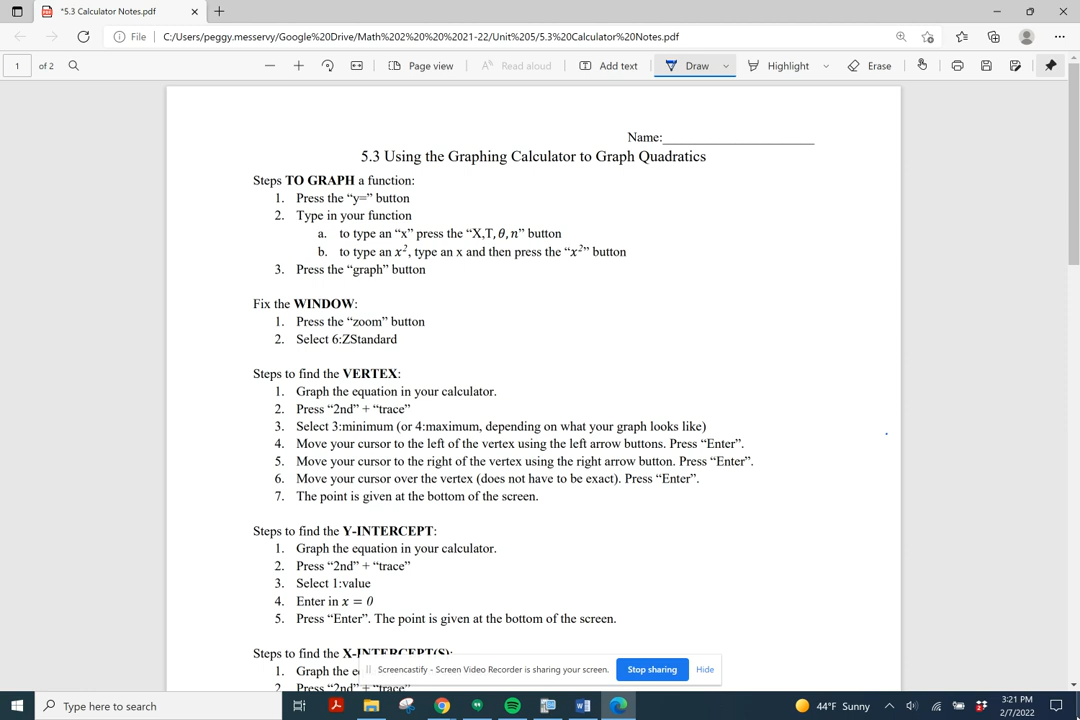 *5.3 Calculator Notes.pdf
File C:/Users/peggy.messervy/Google%20Drive/Math%202%20%20%2021-22/Unit%205/5.3%20Calculator%20Notes.pdf
1 of 2 Page view Read aloud Add text Draw Highlight Erase
Name:
5.3 Using the Graphing Calculator to Graph Quadratics
Steps TO GRAPH a function:
1. Press the “y=” button
2. Type in your function
a. to type an “x” press the “X,T,θ,n” button
b. to type an x², type an x and then press the “x²” button
3. Press the “graph” button
Fix the WINDOW:
1. Press the “zoom” button
2. Select 6:ZStandard
Steps to find the VERTEX:
1. Graph the equation in your calculator.
2. Press “2nd” + “trace”
3. Select 3:minimum (or 4:maximum, depending on what your graph looks like)
4. Move your cursor to the left of the vertex using the left arrow buttons. Press “Enter”.
5. Move your cursor to the right of the vertex using the right arrow button. Press “Enter”.
6. Move your cursor over the vertex (does not have to be exact). Press “Enter”.
7. The point is given at the bottom of the screen.
Steps to find the Y-INTERCEPT:
1. Graph the equation in your calculator.
2. Press “2nd” + “trace”
3. Select 1:value
4. Enter in x = 0
5. Press “Enter”. The point is given at the bottom of the screen.
Steps to find the X-INTERCEPT(S):
1. Graph the e
Screencastify - Screen Video Recorder is sharing your screen. Stop sharing Hide
2. Press “2nd” + “trace”
Type here to search 44°F Sunny 3:21 PM
2/7/2022